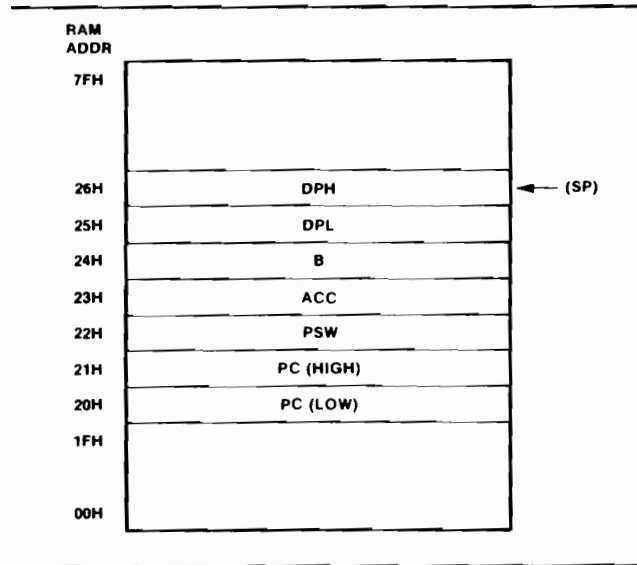 RAM
ADDR
7FH
26H DPH (SP)
25H DPL
24H B
23H ACC
22H PSW
21H PC (HIGH)
20H PC (LOW)
1FH
00H